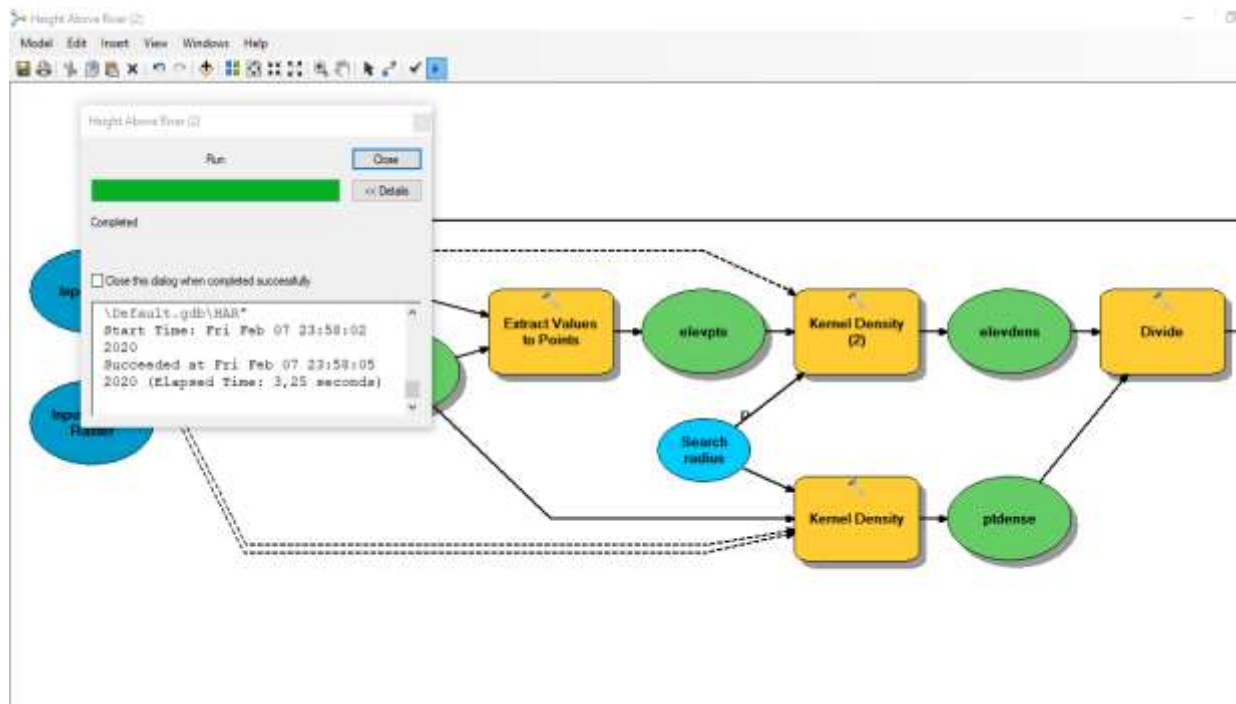 Height Above River (2)
Model Edit Insert View Windows Help
Height Above River (2)
Run
Close
<< Details
Completed
Close this dialog when completed successfully
\Default.gdb\HAR"
Start Time: Fri Feb 07 23:58:02
2020
Succeeded at Fri Feb 07 23:58:05
2020 (Elapsed Time: 3,25 seconds)
Extract Values
to Points
elevpts
Kernel Density
(2)
elevdens
Divide
P
Search
radius
Kernel Density
ptdense